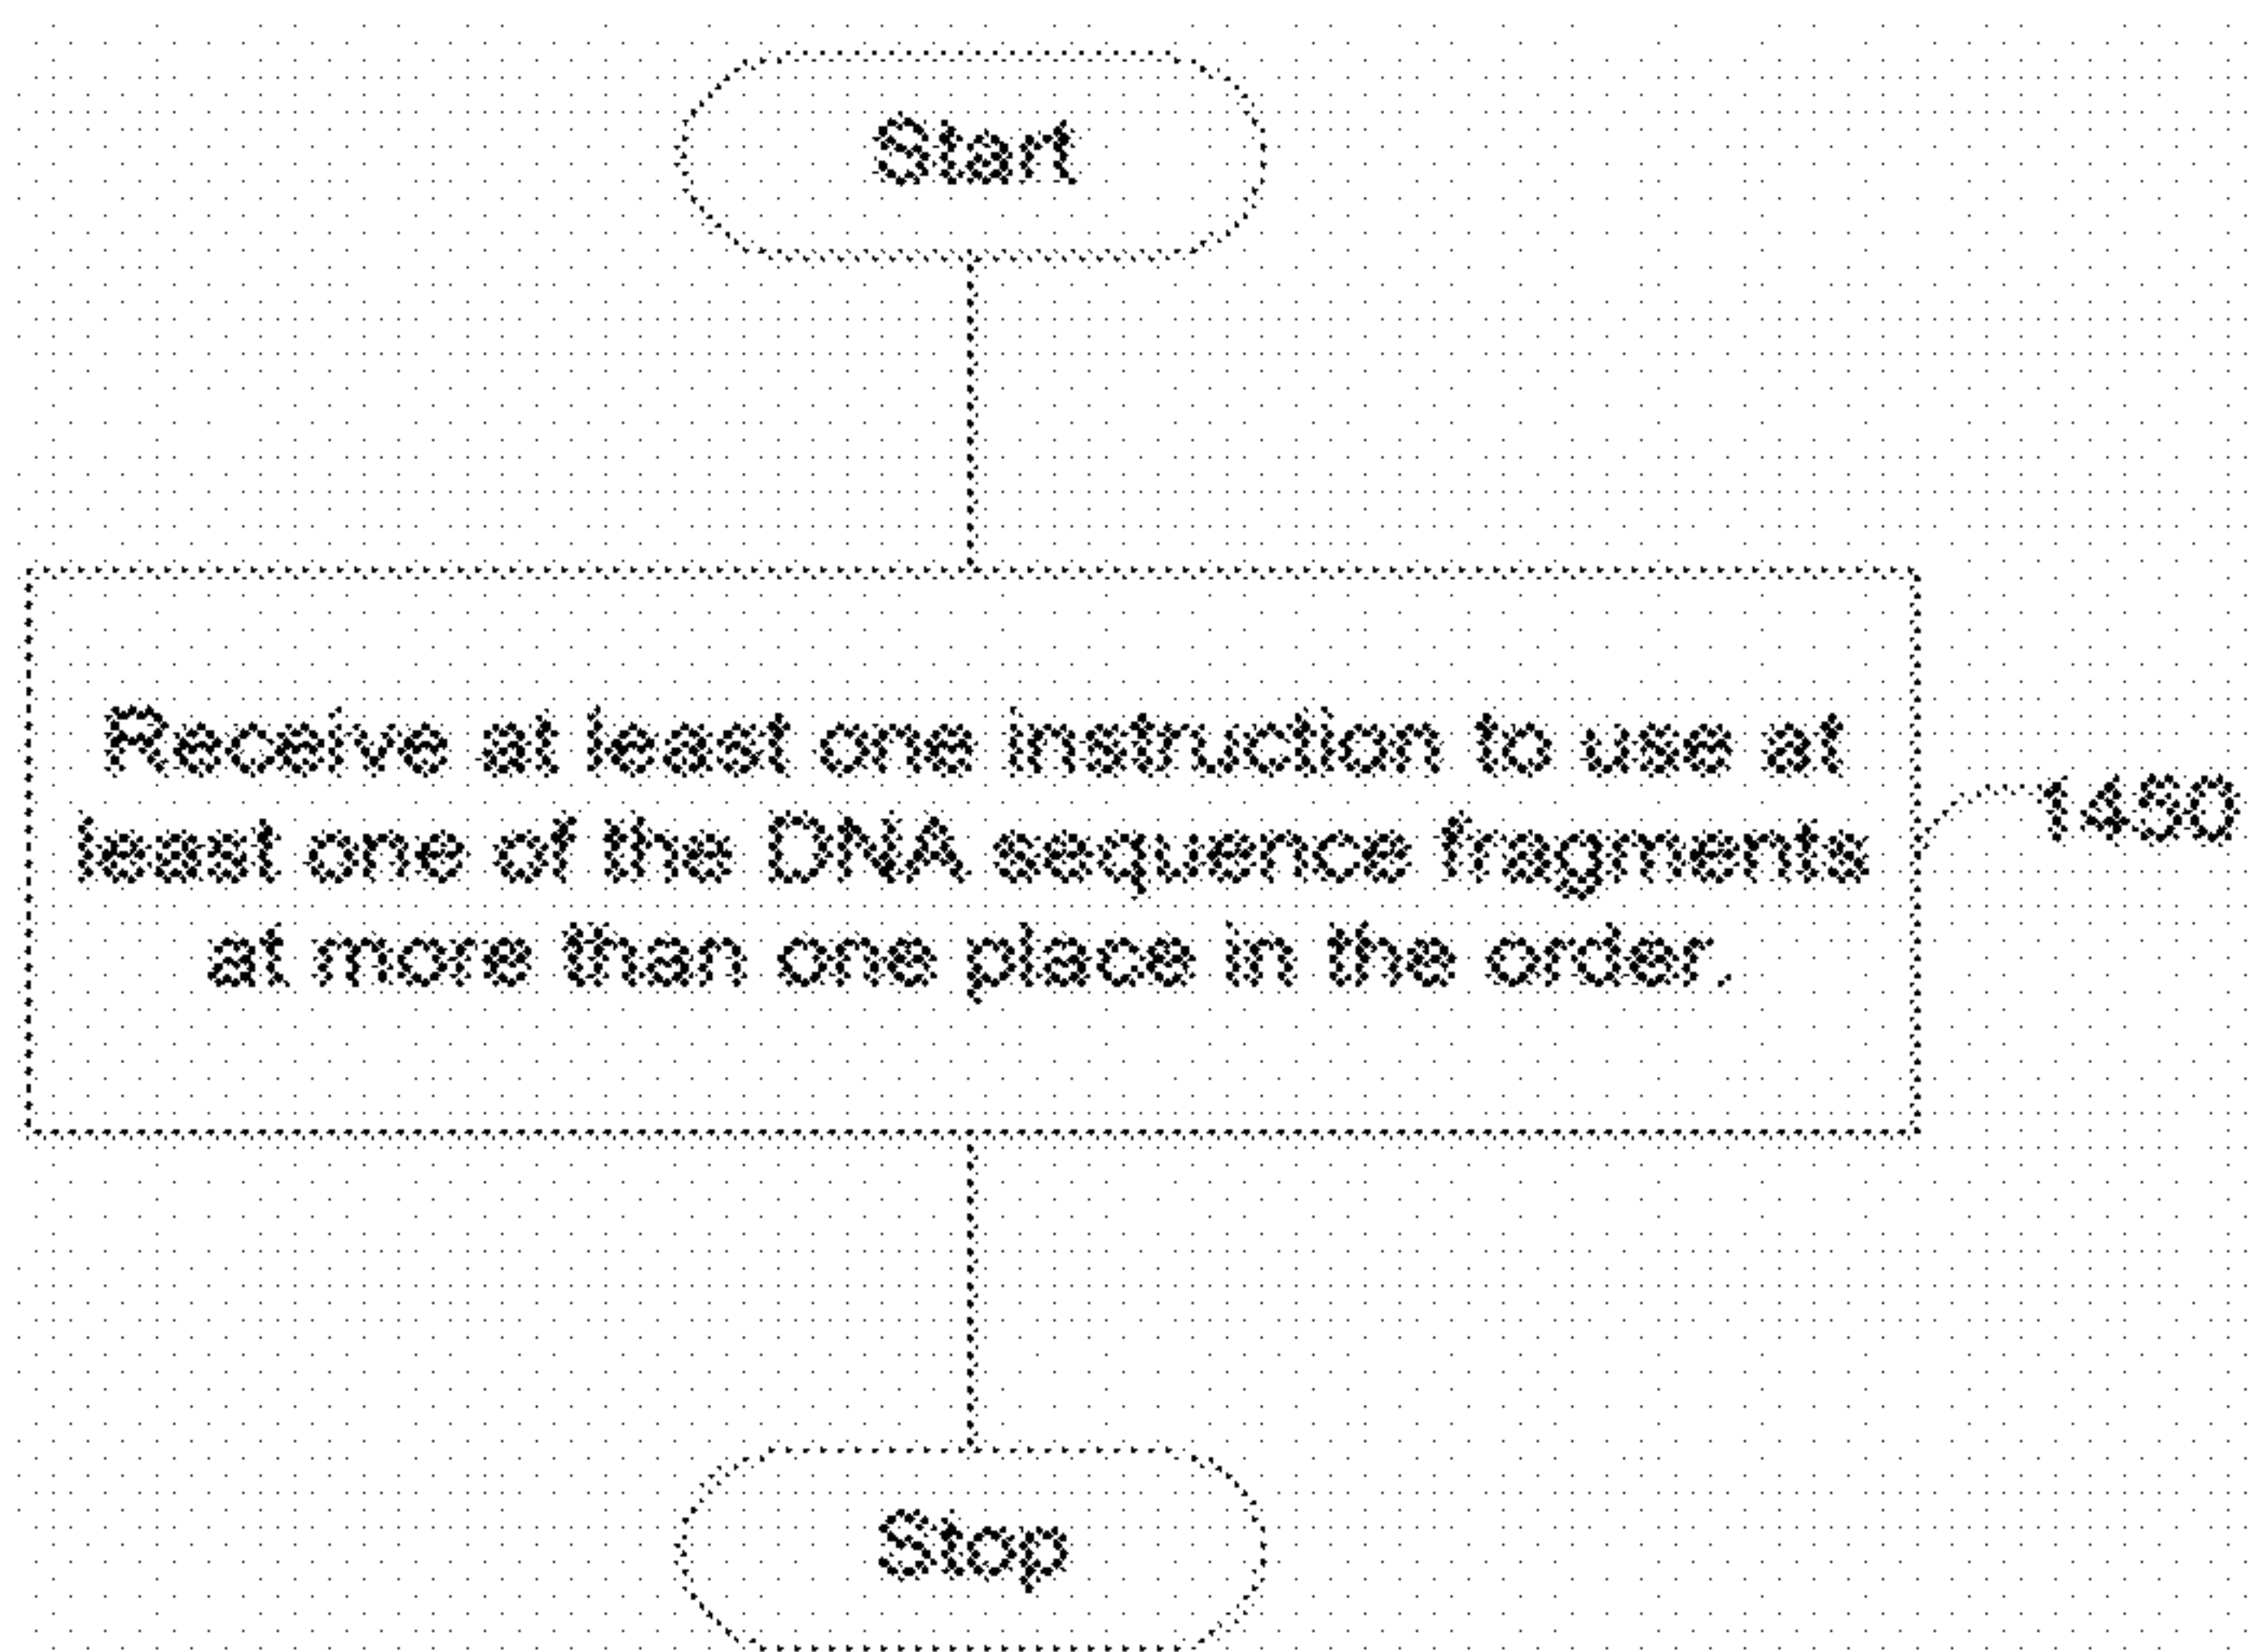 Start
Receive at least one instruction to use at
least one of the DNA sequence fragments
at more than one place in the order.
1450
Stop